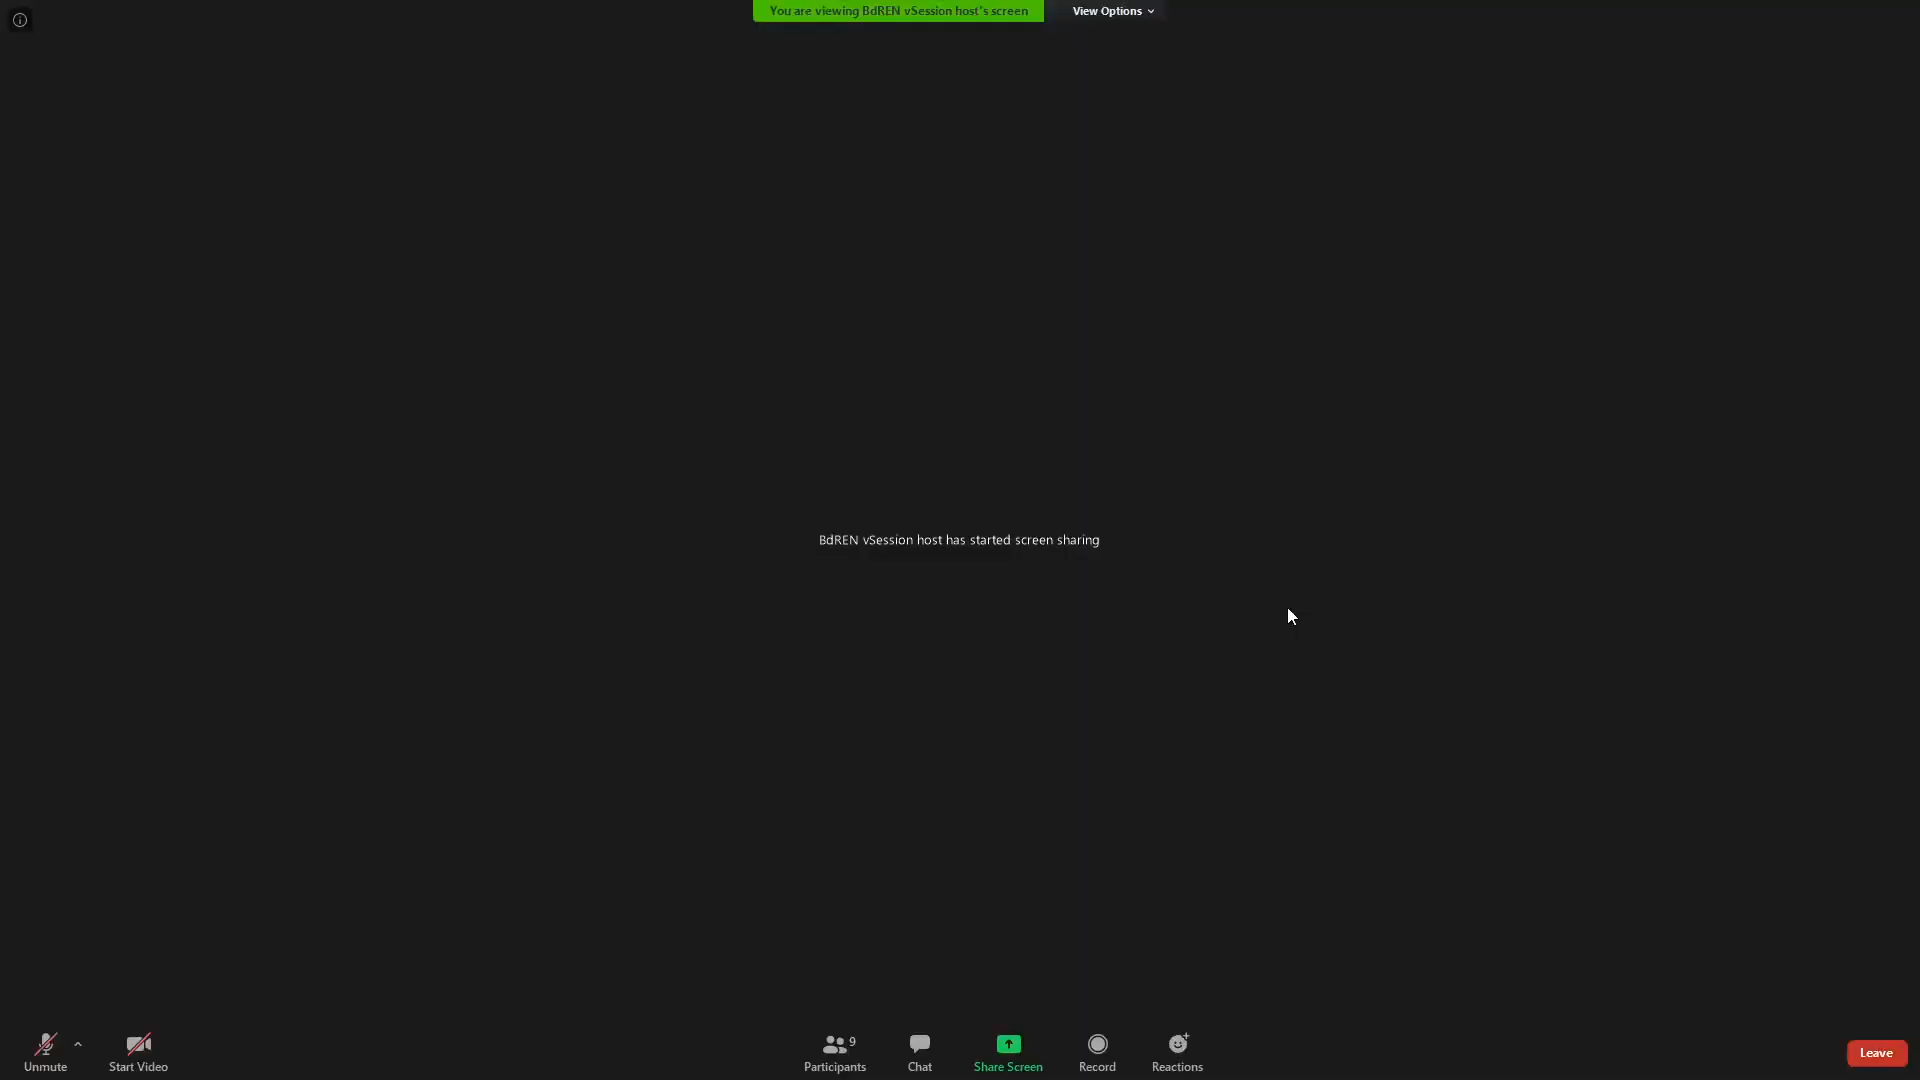 You are viewing BdREN vSession host's screen
View Options
BdREN vSession host has started screen sharing
Unmute
Start Video
9
Participants
Chat
Share Screen
Record
Reactions
Leave